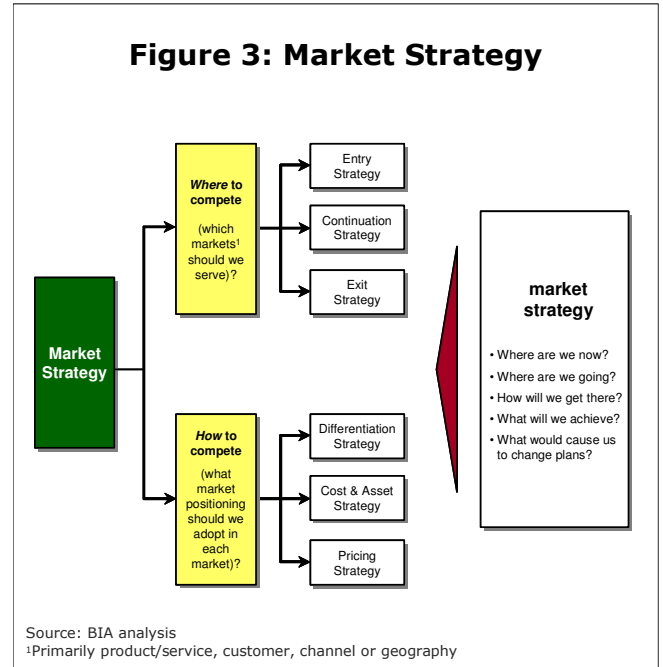 Figure 3: Market Strategy
Market
Strategy
Where to
compete
(which
markets¹
should we
serve)?
Entry
Strategy
Continuation
Strategy
Exit
Strategy
How to
compete
(what
market
positioning
should we
adopt in
each
market)?
Differentiation
Strategy
Cost & Asset
Strategy
Pricing
Strategy
market
strategy
• Where are we now?
• Where are we going?
• How will we get there?
• What will we achieve?
• What would cause us
to change plans?
Source: BIA analysis
¹Primarily product/service, customer, channel or geography